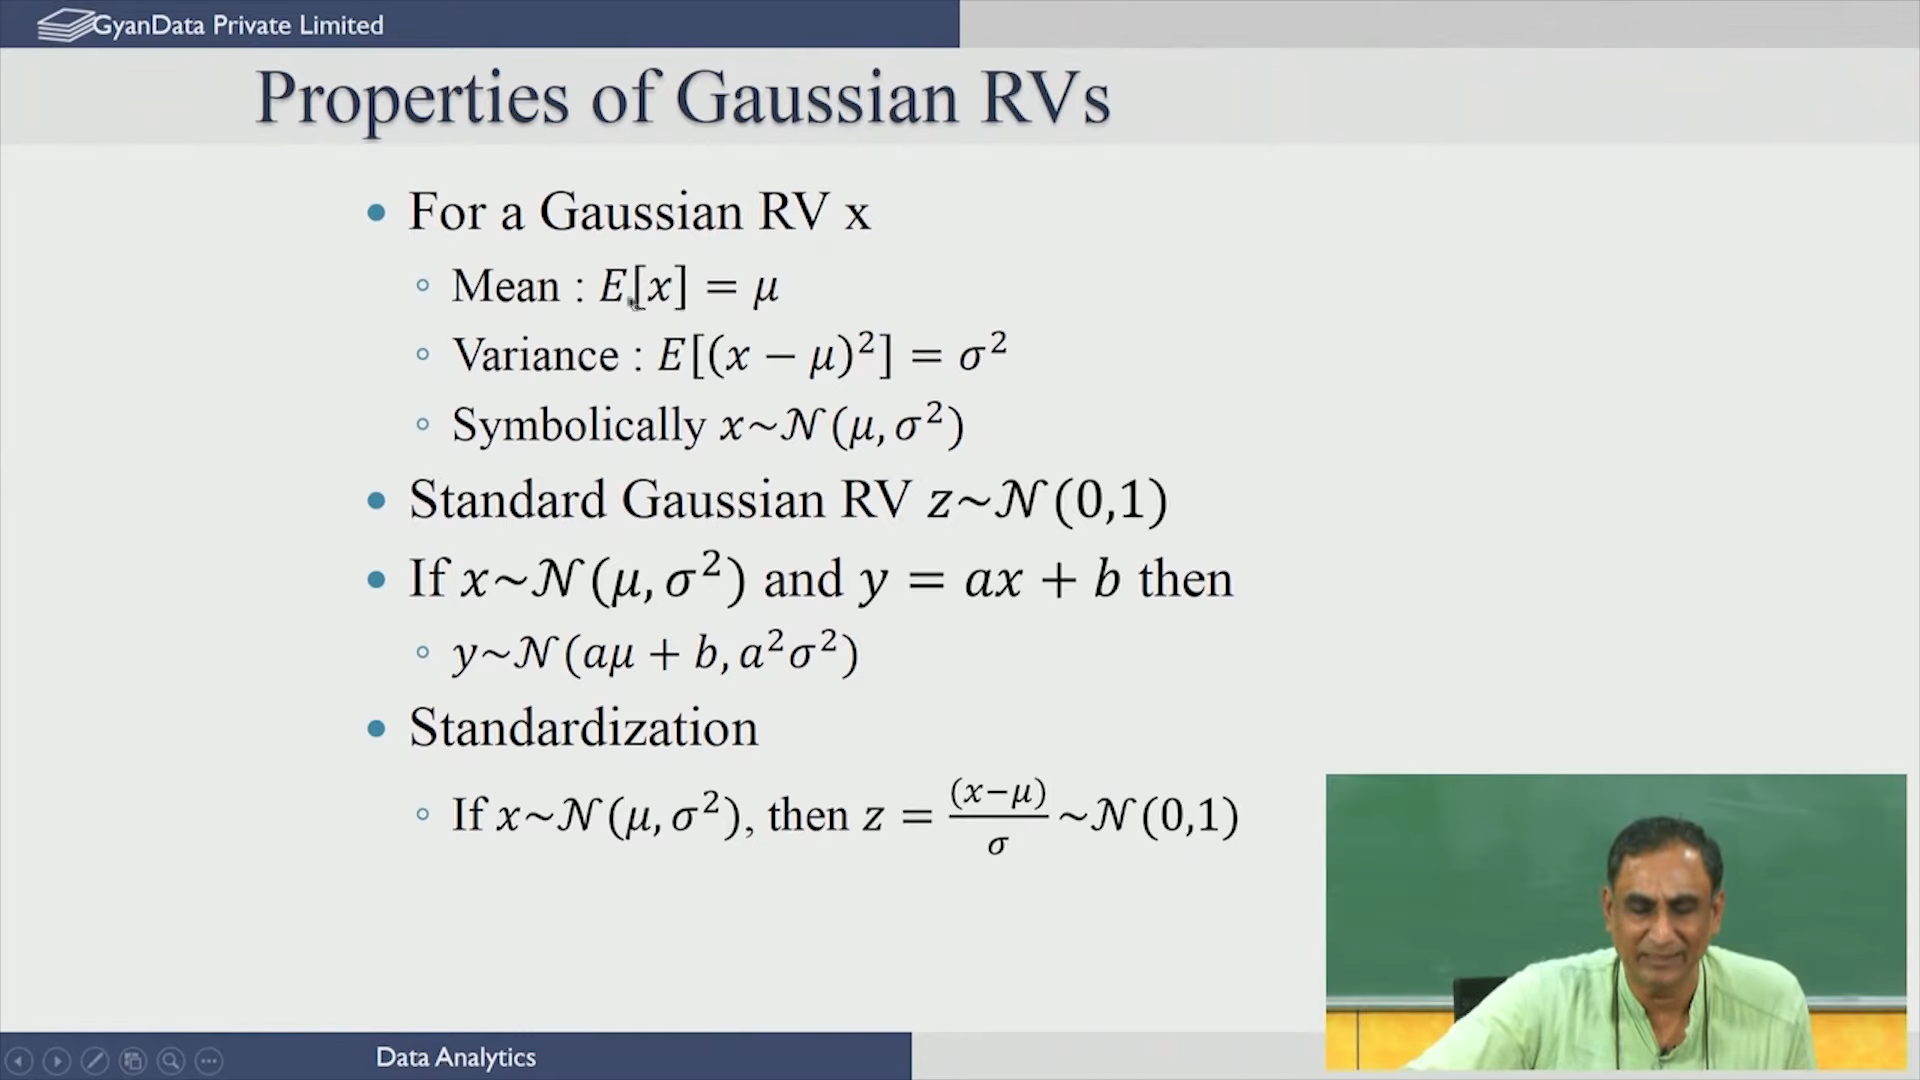 GyanData Private Limited
Properties of Gaussian RVs
• For a Gaussian RV x
◦ Mean : E[x] = μ
◦ Variance : E[(x − μ)²] = σ²
◦ Symbolically x~𝒩(μ, σ²)
• Standard Gaussian RV z~𝒩(0,1)
• If x~𝒩(μ, σ²) and y = ax + b then
◦ y~𝒩(aμ + b, a²σ²)
• Standardization
◦ If x~𝒩(μ, σ²), then z = (x−μ)/σ ~𝒩(0,1)
Data Analytics